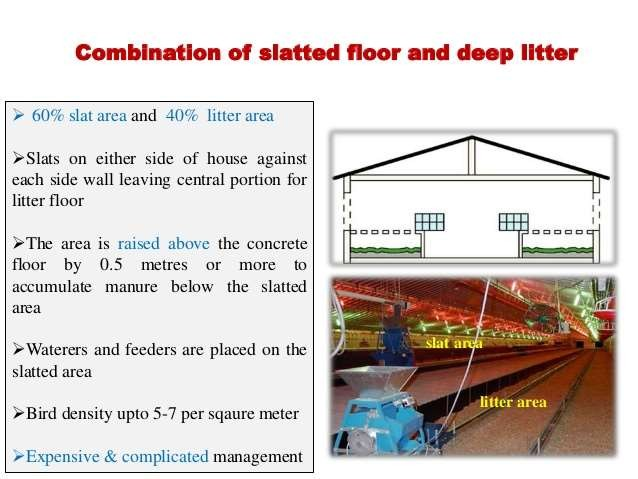 Combination of slatted floor and deep litter
➢ 60% slat area and 40% litter area
➢Slats on either side of house against
each side wall leaving central portion for
litter floor
➢The area is raised above the concrete
floor by 0.5 metres or more to
accumulate manure below the slatted
area
➢Waterers and feeders are placed on the
slatted area
➢Bird density upto 5-7 per sqaure meter
➢Expensive & complicated management
slat area
litter area